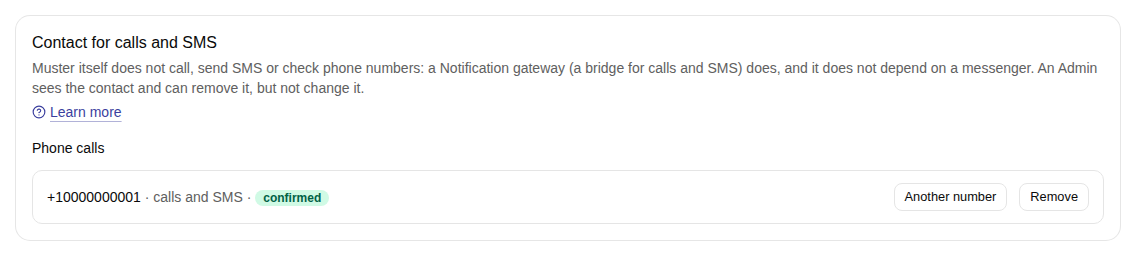 Contact for calls and SMS
Muster itself does not call, send SMS or check phone numbers: a Notification gateway (a bridge for calls and SMS) does, and it does not depend on a messenger. An Admin
sees the contact and can remove it, but not change it.
Learn more
Phone calls
+10000000001 · calls and SMS · confirmed Another number Remove